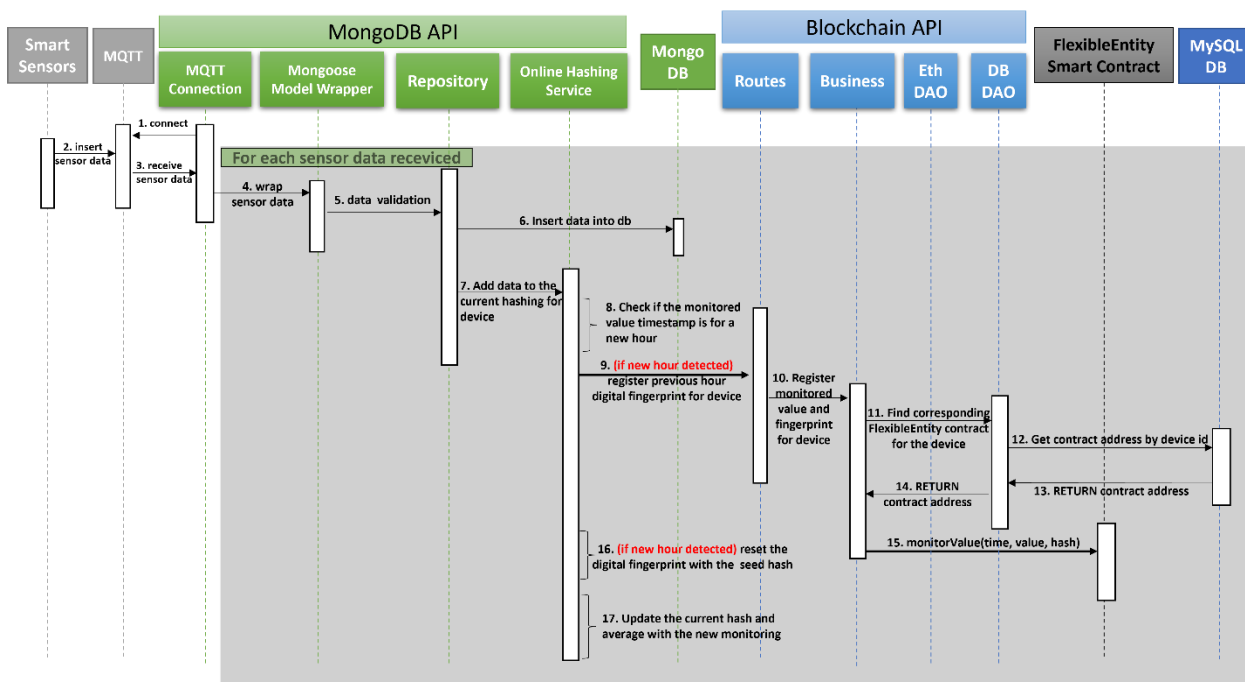 MongoDB API
Blockchain API
Smart
Sensors
MQTT
MQTT
Connection
Mongoose
Model Wrapper
Repository
Online Hashing
Service
Mongo
DB
Routes
Business
Eth
DAO
DB
DAO
FlexibleEntity
Smart Contract
MySQL
DB
1. connect
2. insert
sensor data
3. receive
sensor data
For each sensor data receviced
4. wrap
sensor data
5. data validation
6. Insert data into db
7. Add data to the
current hashing for
device
8. Check if the monitored
value timestamp is for a
new hour
9. (if new hour detected)
register previous hour
digital fingerprint for device
10. Register
monitored
value and
fingerprint
for device
11. Find corresponding
FlexibleEntity contract
for the device
12. Get contract address by device id
13. RETURN contract address
14. RETURN
contract address
15. monitorValue(time, value, hash)
16. (if new hour detected) reset the
digital fingerprint with the seed hash
17. Update the current hash and
average with the new monitoring